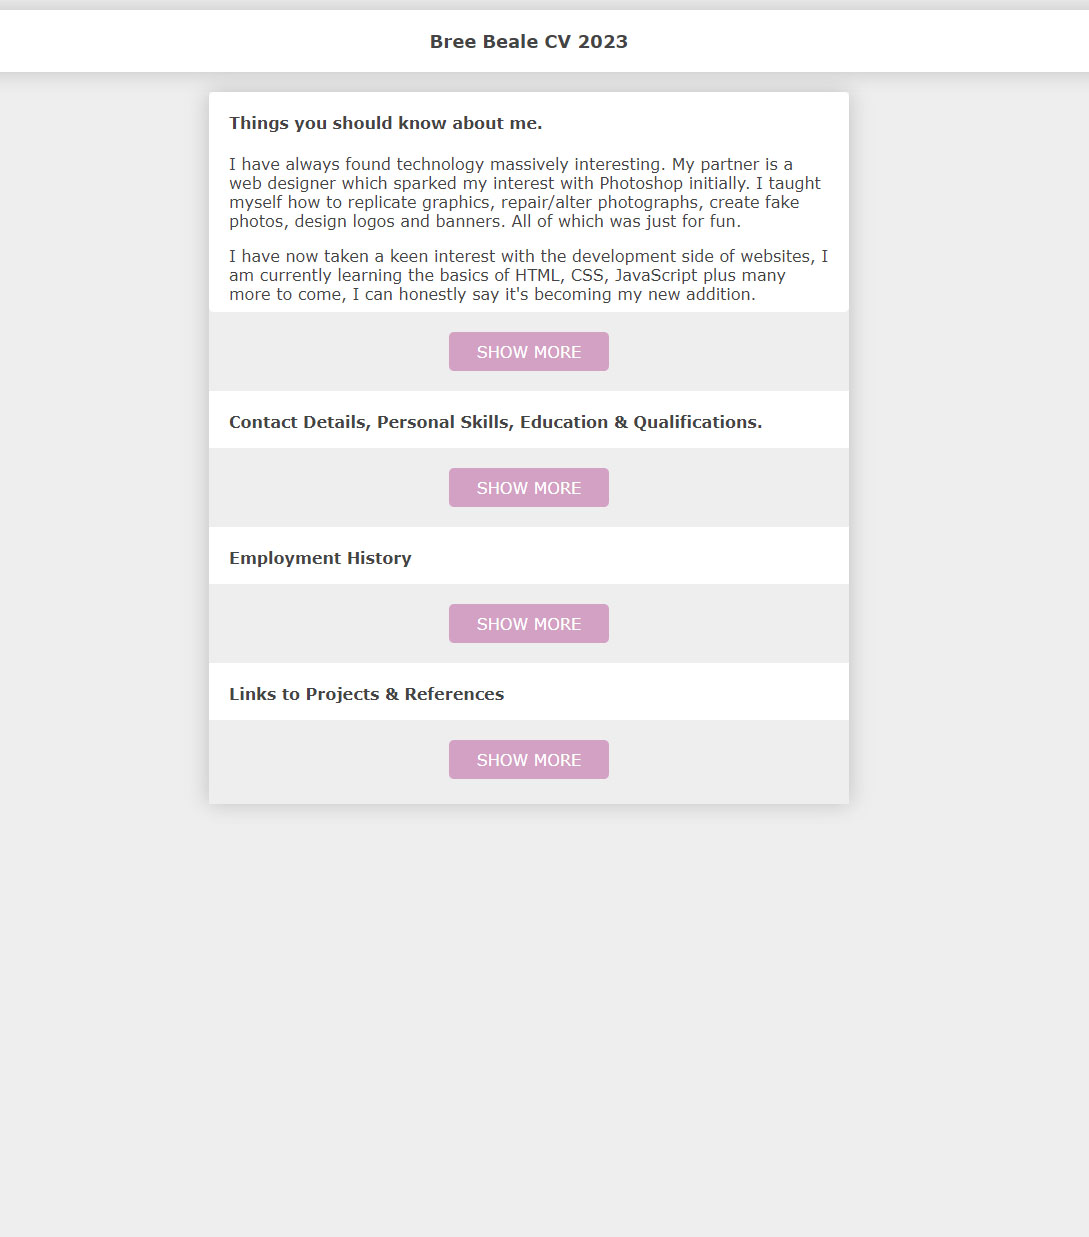 Bree Beale CV 2023
Things you should know about me.
I have always found technology massively interesting. My partner is a
web designer which sparked my interest with Photoshop initially. I taught
myself how to replicate graphics, repair/alter photographs, create fake
photos, design logos and banners. All of which was just for fun.
I have now taken a keen interest with the development side of websites, I
am currently learning the basics of HTML, CSS, JavaScript plus many
more to come, I can honestly say it's becoming my new addition.
SHOW MORE
Contact Details, Personal Skills, Education & Qualifications.
SHOW MORE
Employment History
SHOW MORE
Links to Projects & References
SHOW MORE